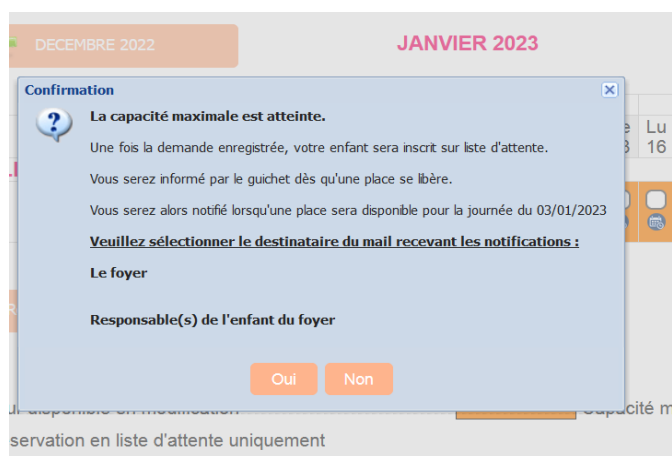 DECEMBRE 2022
JANVIER 2023
Confirmation
La capacité maximale est atteinte.
Une fois la demande enregistrée, votre enfant sera inscrit sur liste d'attente.
Vous serez informé par le guichet dès qu'une place se libère.
Vous serez alors notifié lorsqu'une place sera disponible pour la journée du 03/01/2023
Veuillez sélectionner le destinataire du mail recevant les notifications :
Le foyer
Responsable(s) de l'enfant du foyer
Oui Non
Lu
16
disponible en modification
Capacité m
servation en liste d'attente uniquement